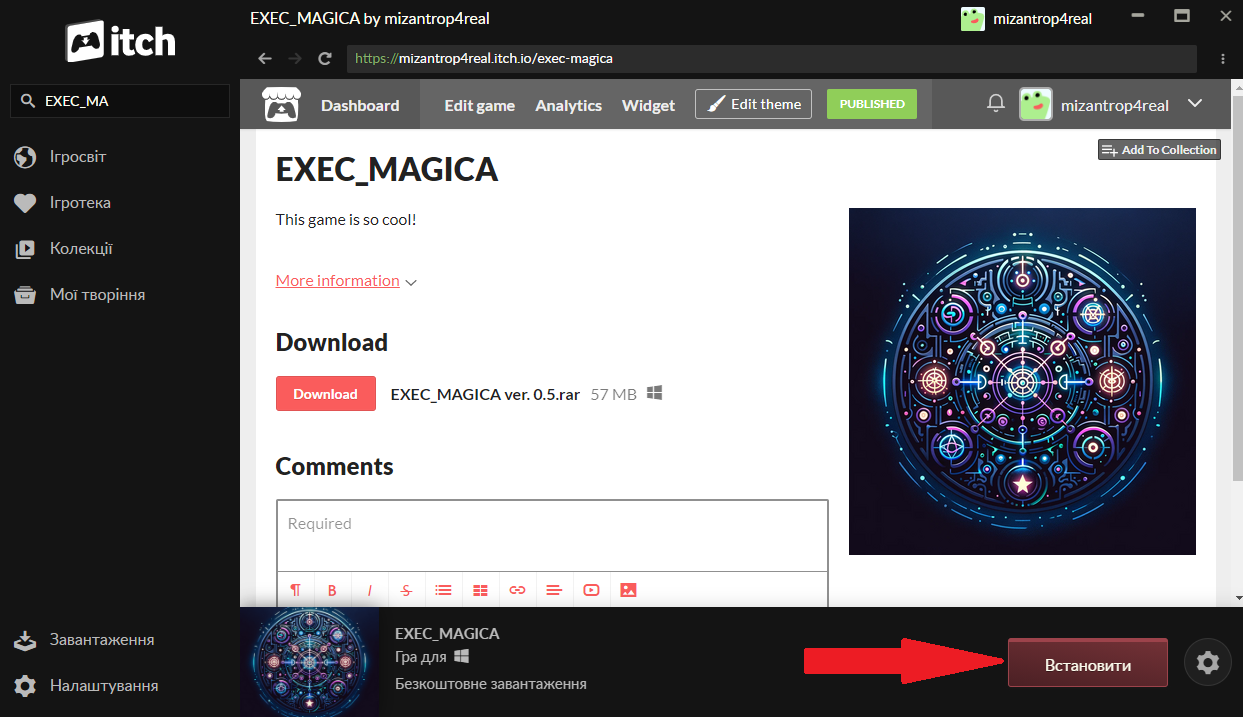 itch
EXEC_MAGICA by mizantrop4real
mizantrop4real
https://mizantrop4real.itch.io/exec-magica
EXEC_MA
Ігросвіт
Ігротека
Колекції
Мої творіння
Завантаження
Налаштування
Dashboard
Edit game
Analytics
Widget
Edit theme
PUBLISHED
mizantrop4real
Add To Collection
EXEC_MAGICA
This game is so cool!
More information
Download
Download EXEC_MAGICA ver. 0.5.rar 57 MB
Comments
Required
¶ B I S
EXEC_MAGICA
Гра для
Безкоштовне завантаження
Встановити